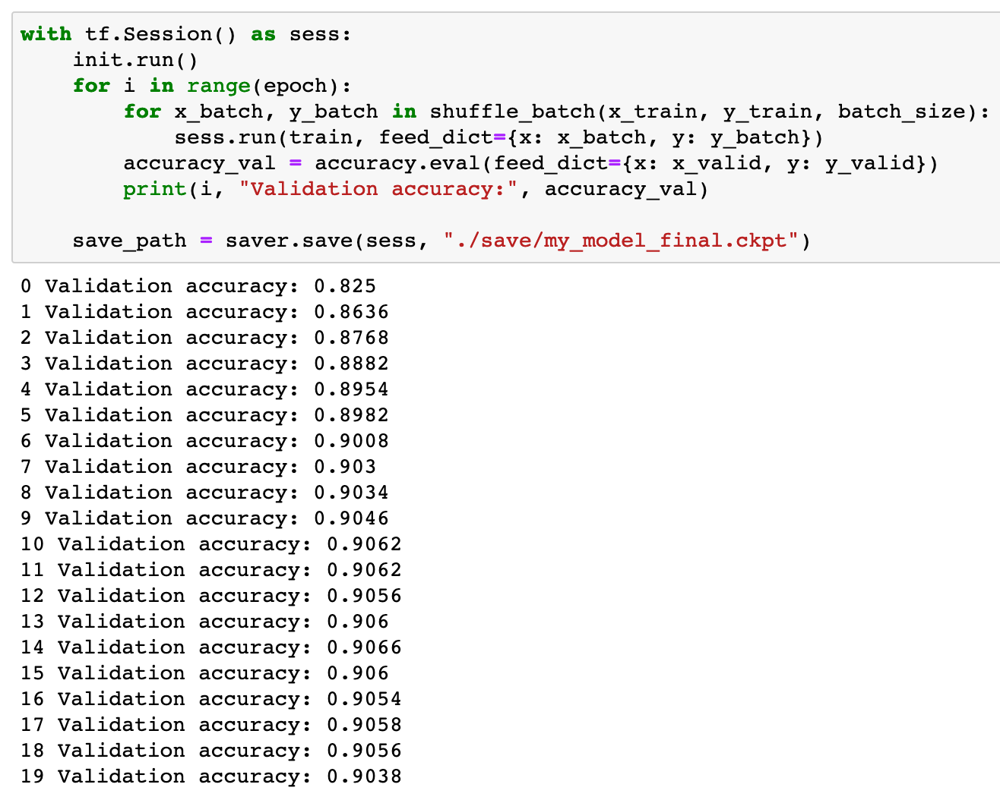 with tf.Session() as sess:
    init.run()
    for i in range(epoch):
        for x_batch, y_batch in shuffle_batch(x_train, y_train, batch_size):
            sess.run(train, feed_dict={x: x_batch, y: y_batch})
        accuracy_val = accuracy.eval(feed_dict={x: x_valid, y: y_valid})
        print(i, "Validation accuracy:", accuracy_val)

    save_path = saver.save(sess, "./save/my_model_final.ckpt")
0 Validation accuracy: 0.825
1 Validation accuracy: 0.8636
2 Validation accuracy: 0.8768
3 Validation accuracy: 0.8882
4 Validation accuracy: 0.8954
5 Validation accuracy: 0.8982
6 Validation accuracy: 0.9008
7 Validation accuracy: 0.903
8 Validation accuracy: 0.9034
9 Validation accuracy: 0.9046
10 Validation accuracy: 0.9062
11 Validation accuracy: 0.9062
12 Validation accuracy: 0.9056
13 Validation accuracy: 0.906
14 Validation accuracy: 0.9066
15 Validation accuracy: 0.906
16 Validation accuracy: 0.9054
17 Validation accuracy: 0.9058
18 Validation accuracy: 0.9056
19 Validation accuracy: 0.9038